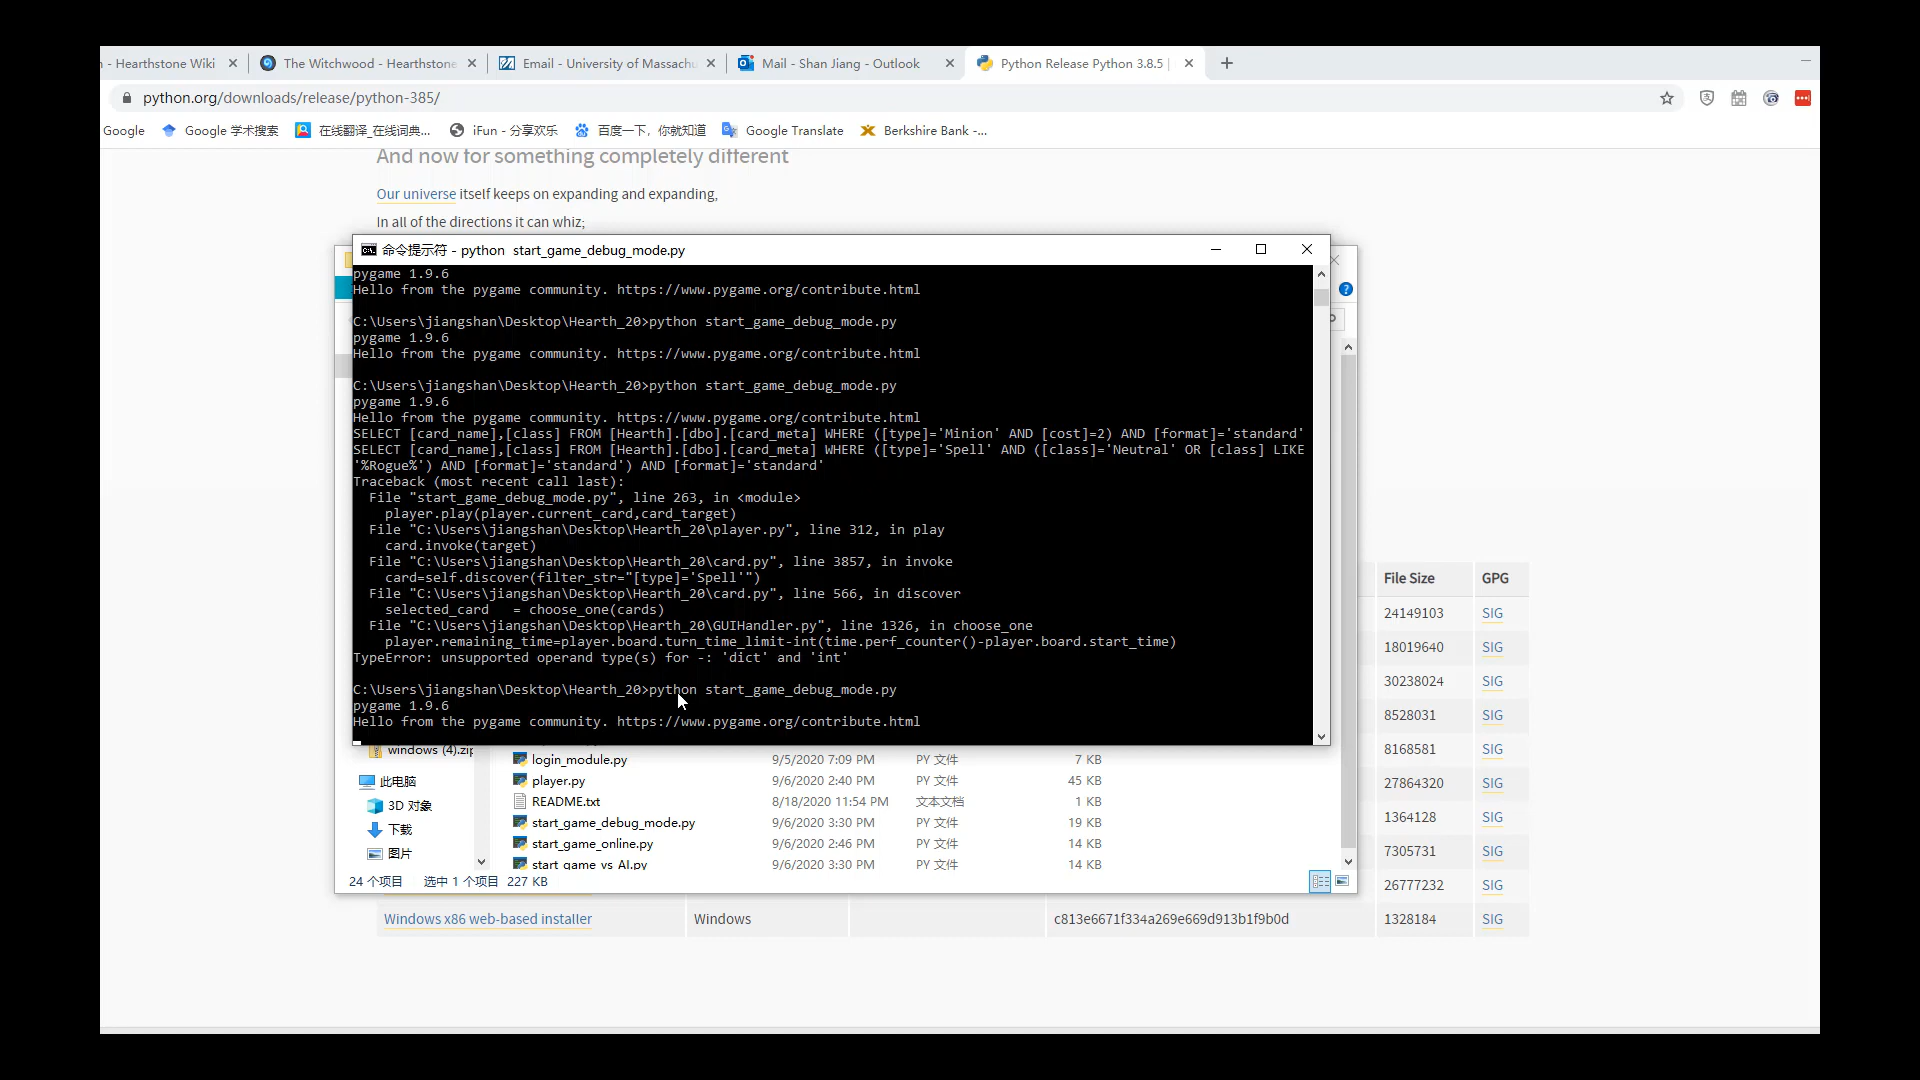 n - Hearthstone Wiki
The Witchwood - Hearthstone
Email - University of Massachu
Mail - Shan Jiang - Outlook
Python Release Python 3.8.5 |
python.org/downloads/release/python-385/
Google
Google 学术搜索
在线翻译_在线词典...
iFun - 分享欢乐
百度一下，你就知道
Google Translate
Berkshire Bank -...
And now for something completely different
Our universe itself keeps on expanding and expanding,
In all of the directions it can whiz;
命令提示符 - python  start_game_debug_mode.py
pygame 1.9.6
Hello from the pygame community. https://www.pygame.org/contribute.html
C:\Users\jiangshan\Desktop\Hearth_20>python start_game_debug_mode.py
pygame 1.9.6
Hello from the pygame community. https://www.pygame.org/contribute.html
C:\Users\jiangshan\Desktop\Hearth_20>python start_game_debug_mode.py
pygame 1.9.6
Hello from the pygame community. https://www.pygame.org/contribute.html
SELECT [card_name],[class] FROM [Hearth].[dbo].[card_meta] WHERE ([type]='Minion' AND [cost]=2) AND [format]='standard'
SELECT [card_name],[class] FROM [Hearth].[dbo].[card_meta] WHERE ([type]='Spell' AND ([class]='Neutral' OR [class] LIKE
'%Rogue%') AND [format]='standard') AND [format]='standard'
Traceback (most recent call last):
File "start_game_debug_mode.py", line 263, in <module>
player.play(player.current_card,card_target)
File "C:\Users\jiangshan\Desktop\Hearth_20\player.py", line 312, in play
card.invoke(target)
File "C:\Users\jiangshan\Desktop\Hearth_20\card.py", line 3857, in invoke
card=self.discover(filter_str="[type]='Spell'")
File "C:\Users\jiangshan\Desktop\Hearth_20\card.py", line 566, in discover
selected_card   = choose_one(cards)
File "C:\Users\jiangshan\Desktop\Hearth_20\GUIHandler.py", line 1326, in choose_one
player.remaining_time=player.board.turn_time_limit-int(time.perf_counter()-player.board.start_time)
TypeError: unsupported operand type(s) for -: 'dict' and 'int'
C:\Users\jiangshan\Desktop\Hearth_20>python start_game_debug_mode.py
pygame 1.9.6
Hello from the pygame community. https://www.pygame.org/contribute.html
windows (4).zip
此电脑
3D 对象
下载
图片
login_module.py 9/5/2020 7:09 PM PY 文件 7 KB
player.py 9/6/2020 2:40 PM PY 文件 45 KB
README.txt 8/18/2020 11:54 PM 文本文档 1 KB
start_game_debug_mode.py 9/6/2020 3:30 PM PY 文件 19 KB
start_game_online.py 9/6/2020 2:46 PM PY 文件 14 KB
start_game_vs_AI.py 9/6/2020 3:30 PM PY 文件 14 KB
24 个项目 选中 1 个项目 227 KB
File Size GPG
24149103 SIG
18019640 SIG
30238024 SIG
8528031 SIG
8168581 SIG
27864320 SIG
1364128 SIG
7305731 SIG
26777232 SIG
Windows x86 web-based installer Windows c813e6671f334a269e669d913b1f9b0d 1328184 SIG